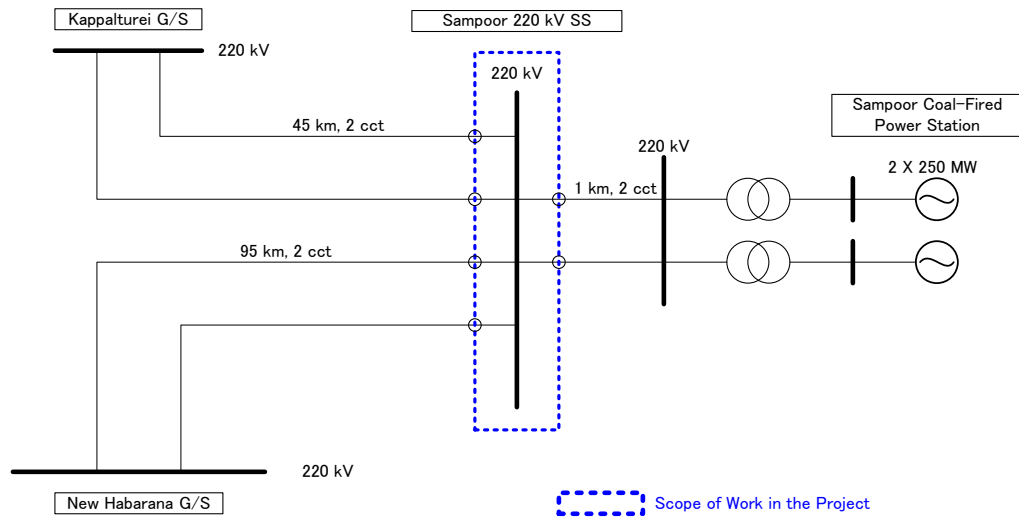 Kappalturei G/S
Sampoor 220 kV SS
220 kV
220 kV
Sampoor Coal-Fired
Power Station
45 km, 2 cct
220 kV
2 X 250 MW
1 km, 2 cct
95 km, 2 cct
220 kV
New Habarana G/S
Scope of Work in the Project